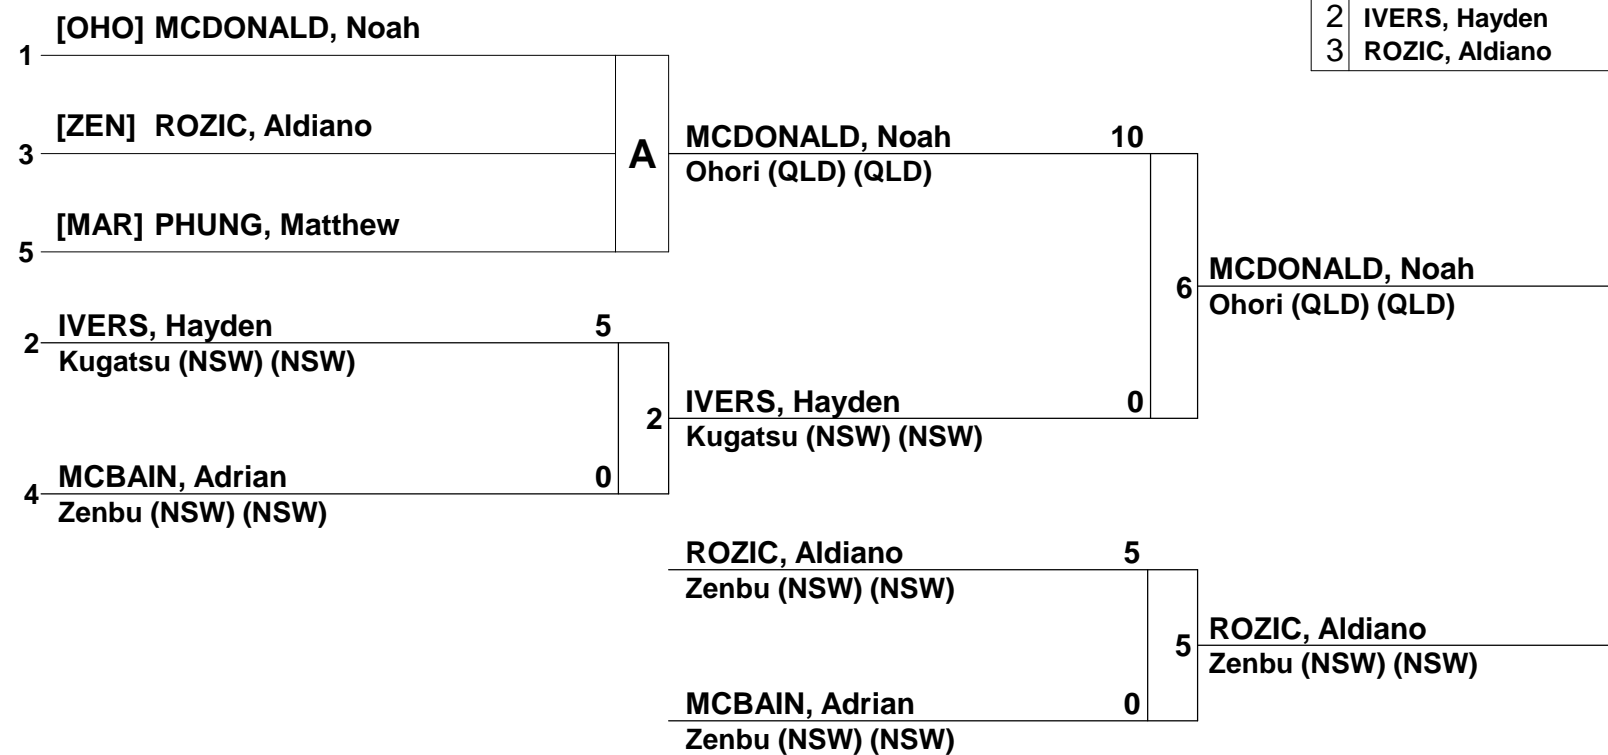 [OHO] MCDONALD, Noah
1
[ZEN] ROZIC, Aldiano
3
[MAR] PHUNG, Matthew
5
A
IVERS, Hayden 5
2
Kugatsu (NSW) (NSW)
2
MCBAIN, Adrian 0
4
Zenbu (NSW) (NSW)
MCDONALD, Noah 10
Ohori (QLD) (QLD)
6
IVERS, Hayden 0
Kugatsu (NSW) (NSW)
MCDONALD, Noah
Ohori (QLD) (QLD)
ROZIC, Aldiano 5
Zenbu (NSW) (NSW)
5
MCBAIN, Adrian 0
Zenbu (NSW) (NSW)
ROZIC, Aldiano
Zenbu (NSW) (NSW)
2 IVERS, Hayden
3 ROZIC, Aldiano